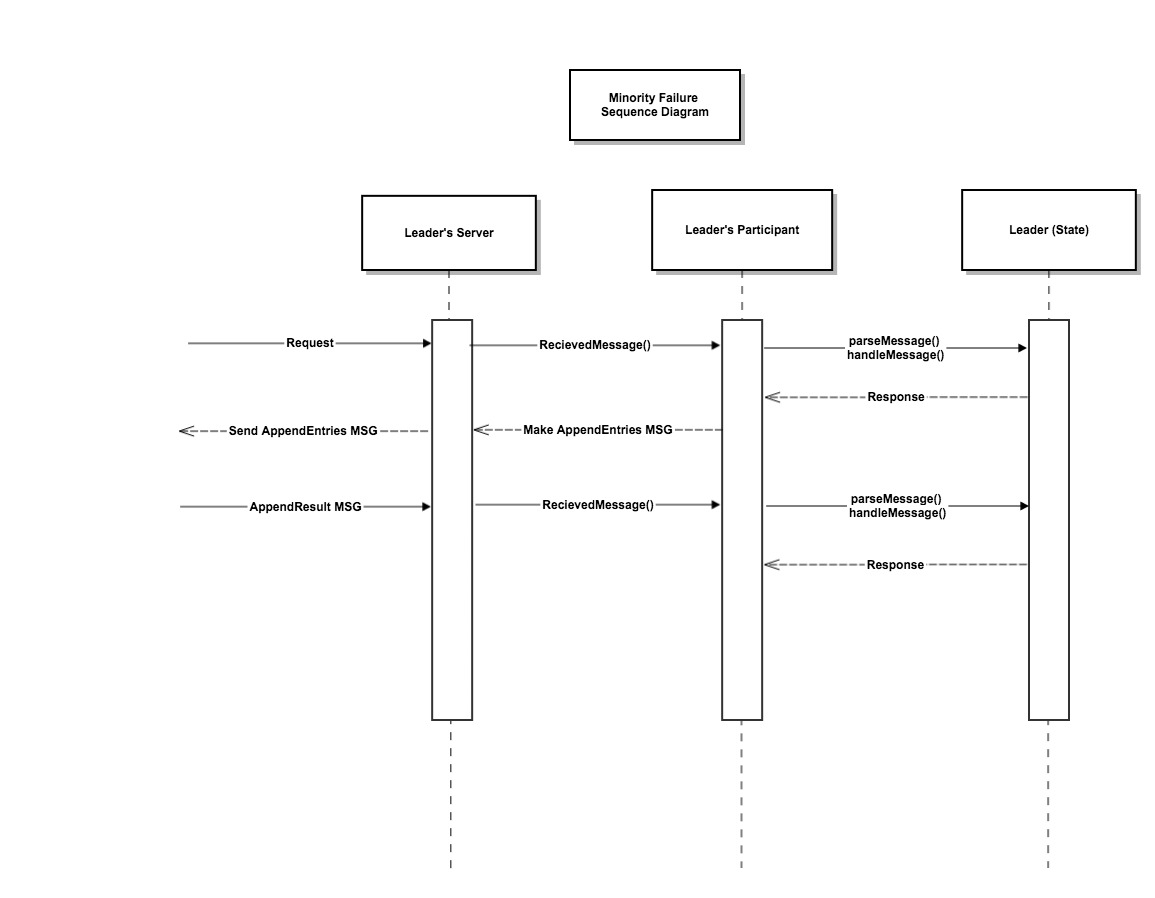 Minority Failure
Sequence Diagram
Leader's Server
Leader's Participant
Leader (State)
Request
RecievedMessage()
parseMessage()
handleMessage()
Response
Send AppendEntries MSG
Make AppendEntries MSG
AppendResult MSG
RecievedMessage()
parseMessage()
handleMessage()
Response